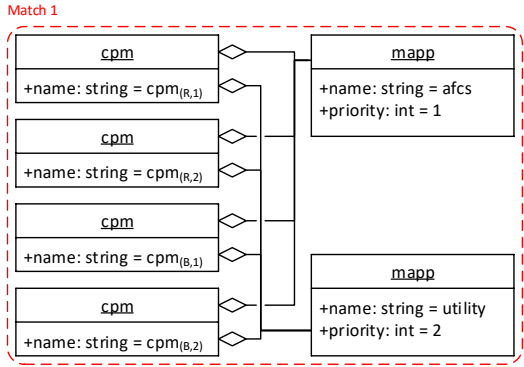 Match 1
cpm
+name: string = cpm(R,1)
cpm
+name: string = cpm(R,2)
cpm
+name: string = cpm(B,1)
cpm
+name: string = cpm(B,2)
mapp
+name: string = afcs
+priority: int = 1
mapp
+name: string = utility
+priority: int = 2